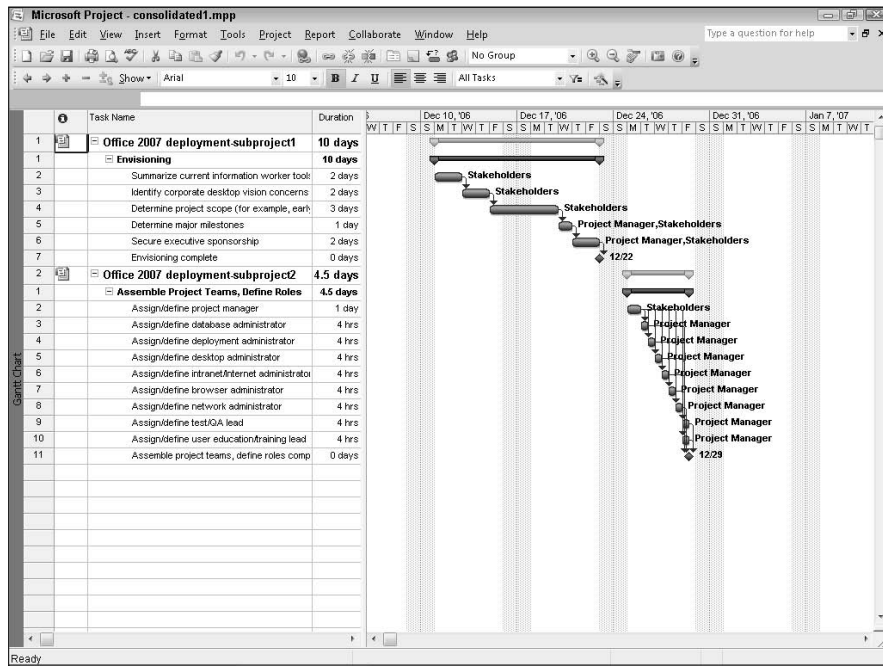 Microsoft Project - consolidated1.mpp
File Edit View Insert Format Tools Project Report Collaborate Window Help
Type a question for help
No Group
Show Arial 10 B I U All Tasks
Task Name Duration
Dec 10, '06 Dec 17, '06 Dec 24, '06 Dec 31, '06 Jan 7, '07
W T F S S M T W T F S S M T W T F S S M T W T F S S M T W T F S S M T W T
1 Office 2007 deployment-subproject1 10 days
1 Envisioning 10 days
2 Summarize current information worker tools 2 days Stakeholders
3 Identify corporate desktop vision concerns 2 days Stakeholders
4 Determine project scope (for example, early 3 days Stakeholders
5 Determine major milestones 1 day Project Manager,Stakeholders
6 Secure executive sponsorship 2 days Project Manager,Stakeholders
7 Envisioning complete 0 days 12/22
2 Office 2007 deployment-subproject2 4.5 days
1 Assemble Project Teams, Define Roles 4.5 days
2 Assign/define project manager 1 day Stakeholders
3 Assign/define database administrator 4 hrs Project Manager
4 Assign/define deployment administrator 4 hrs Project Manager
5 Assign/define desktop administrator 4 hrs Project Manager
6 Assign/define intranet/Internet administrator 4 hrs Project Manager
7 Assign/define browser administrator 4 hrs Project Manager
8 Assign/define network administrator 4 hrs Project Manager
9 Assign/define test/QA lead 4 hrs Project Manager
10 Assign/define user education/training lead 4 hrs Project Manager
11 Assemble project teams, define roles comp 0 days 12/29
Gantt Chart
Ready